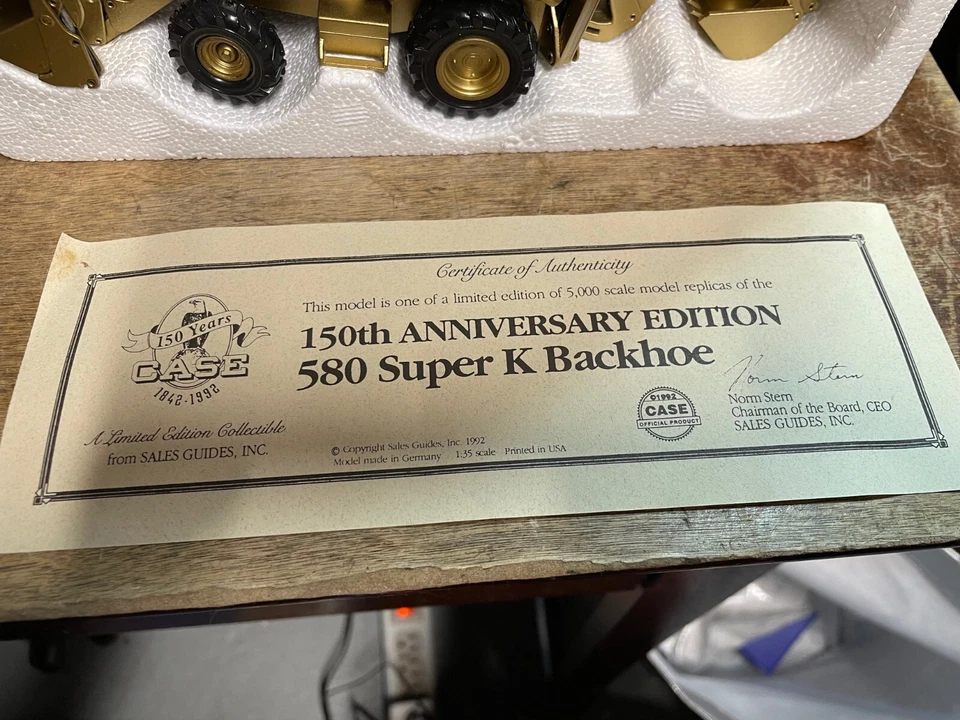 Certificate of Authenticity
This model is one of a limited edition of 5,000 scale model replicas of the
150th ANNIVERSARY EDITION
580 Super K Backhoe
150 Years
CASE
1842-1992
A Limited Edition Collectible
from SALES GUIDES, INC.
© Copyright Sales Guides, Inc. 1992
Model made in Germany 1:35 scale Printed in USA
©1992
CASE
OFFICIAL PRODUCT
Norm Stern
Norm Stern
Chairman of the Board, CEO
SALES GUIDES, INC.